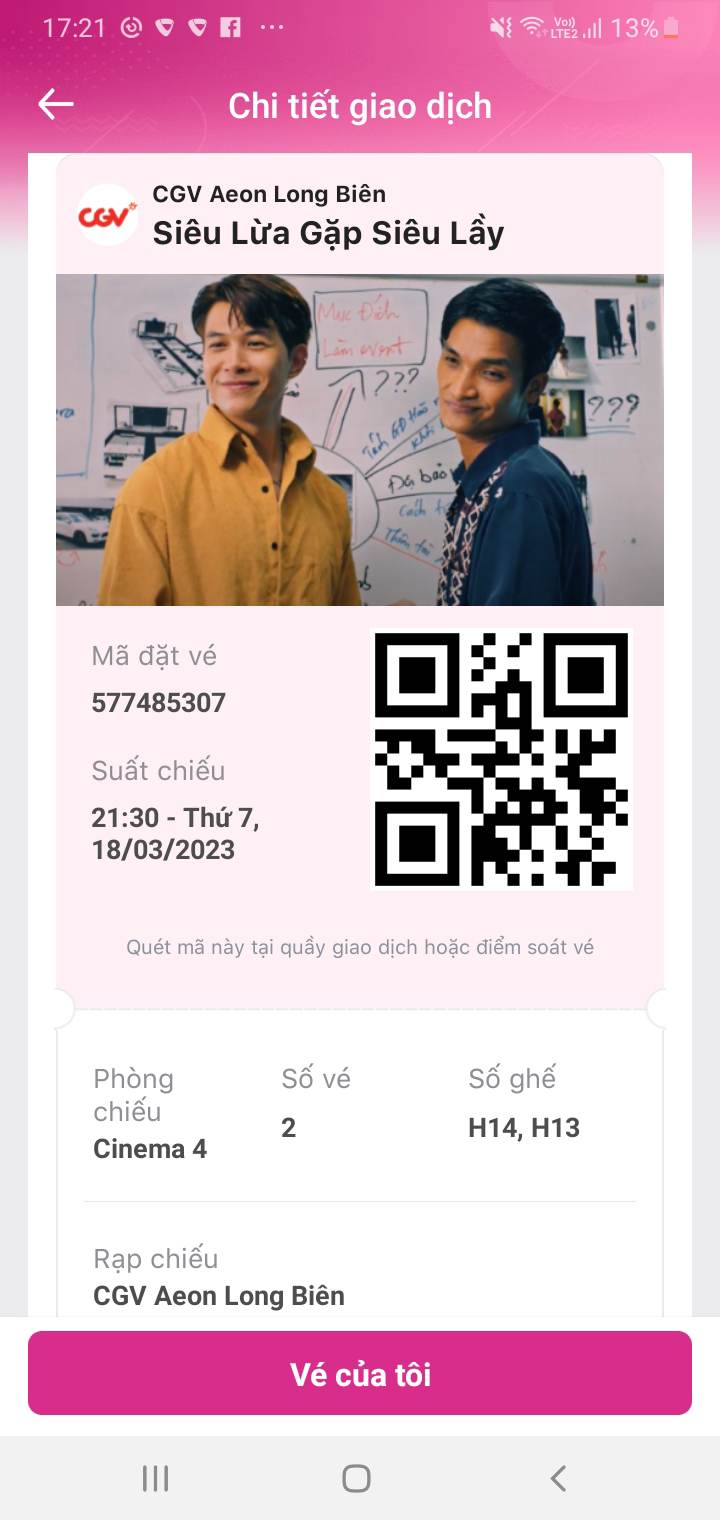 17:21
Vo))
LTE2
13%
Chi tiết giao dịch
CGV
CGV Aeon Long Biên
Siêu Lừa Gặp Siêu Lầy
Mục Đích
Làm event
???
???
Đa bảo
Mã đặt vé
577485307
Suất chiếu
21:30 - Thứ 7,
18/03/2023
Quét mã này tại quầy giao dịch hoặc điểm soát vé
Phòng
chiếu
Cinema 4
Số vé
2
Số ghế
H14, H13
Rạp chiếu
CGV Aeon Long Biên
Vé của tôi